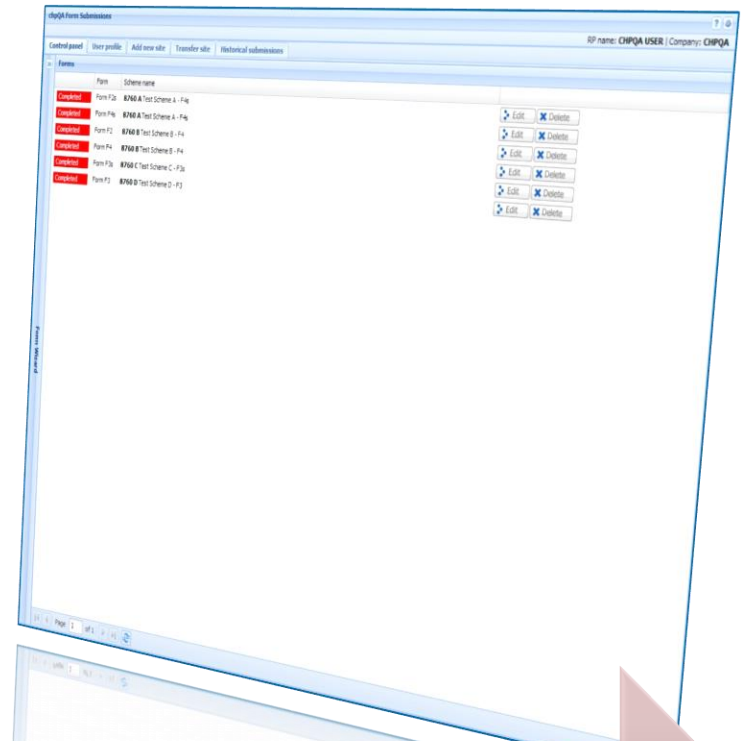 chpQA Form Submissions
RP name: CHPQA USER | Company: CHPQA
Control panel User profile Add new site Transfer site Historical submissions
Forms
Form Scheme name
Completed Form F2s 8760 A Test Scheme A - F4s Edit Delete
Completed Form F4s 8760 A Test Scheme A - F4s Edit Delete
Completed Form F2 8760 B Test Scheme B - F4 Edit Delete
Completed Form F4 8760 B Test Scheme B - F4 Edit Delete
Completed Form F3s 8760 C Test Scheme C - F3s Edit Delete
Completed Form F3 8760 D Test Scheme D - F3 Edit Delete
Form Wizard
Page 1 of 1